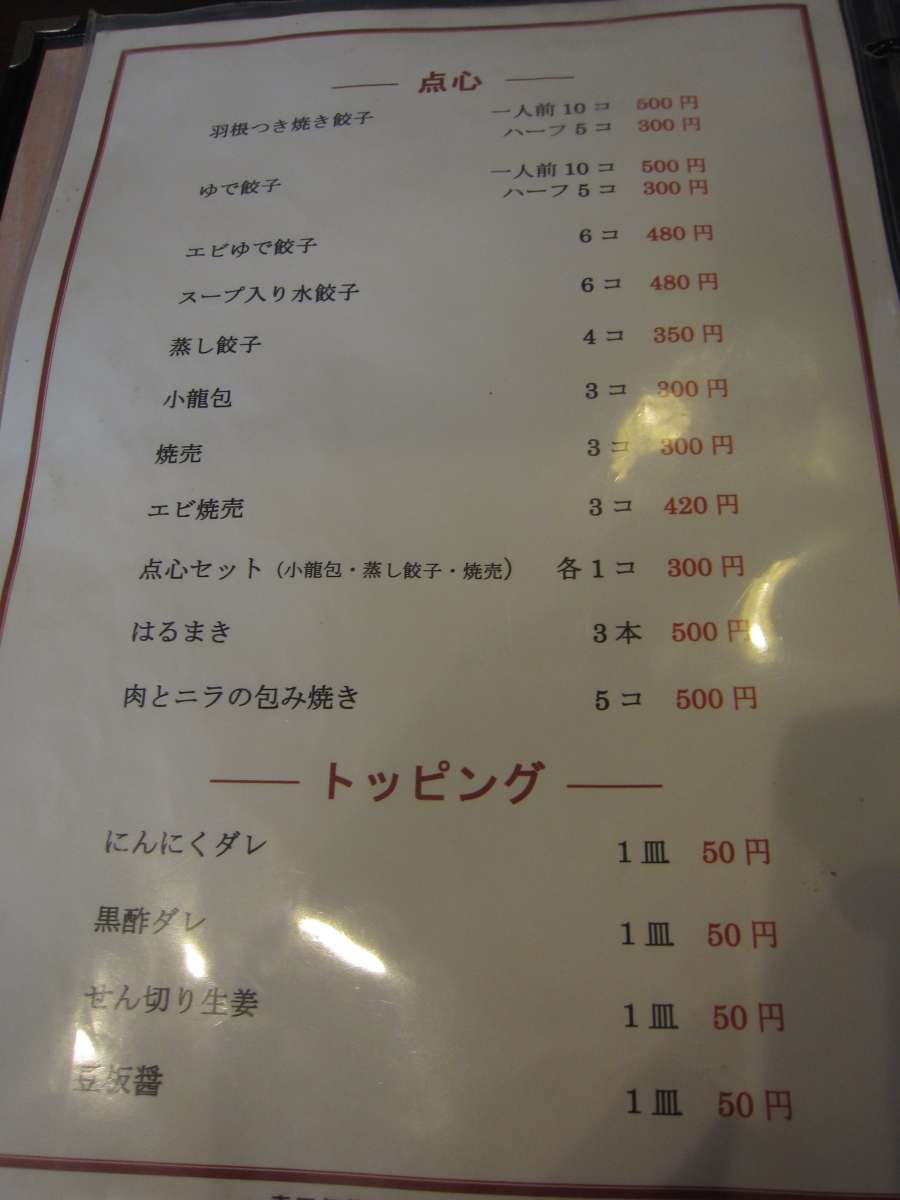 点心
羽根つき焼き餃子 一人前10コ 500円
ハーフ5コ 300円
ゆで餃子 一人前10コ 500円
ハーフ5コ 300円
エビゆで餃子 6コ 480円
スープ入り水餃子 6コ 480円
蒸し餃子 4コ 350円
小龍包 3コ 300円
焼売 3コ 300円
エビ焼売 3コ 420円
点心セット（小龍包・蒸し餃子・焼売） 各1コ 300円
はるまき 3本 500円
肉とニラの包み焼き 5コ 500円
トッピング
にんにくダレ 1皿 50円
黒酢ダレ 1皿 50円
せん切り生姜 1皿 50円
豆板醤 1皿 50円